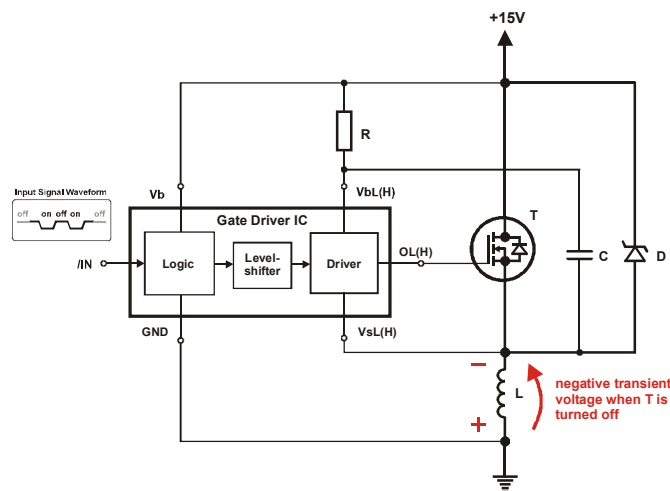 +15V
R
Input Signal Waveform
off on off on off
Vb
VbL(H)
T
Gate Driver IC
/IN
Logic
Level-
shifter
Driver
OL(H)
C
D
GND
VsL(H)
−
L
+
negative transient
voltage when T is
turned off